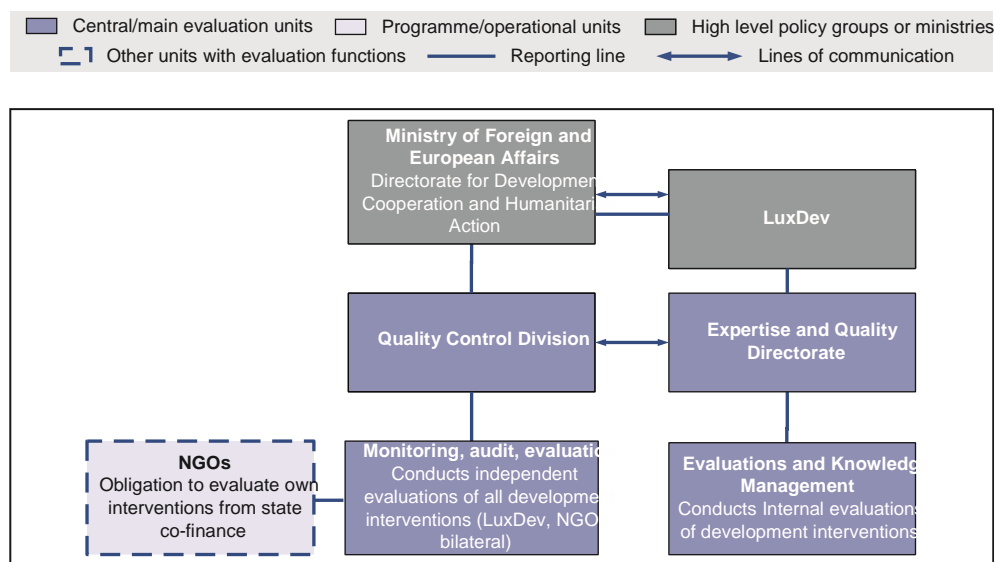 Central/main evaluation units
Programme/operational units
High level policy groups or ministries
Other units with evaluation functions
Reporting line
Lines of communication
Ministry of Foreign and
European Affairs
Directorate for Developmen
Cooperation and Humanitari
Action
LuxDev
Quality Control Division
Expertise and Quality
Directorate
NGOs
Obligation to evaluate own
interventions from state
co-finance
Monitoring, audit, evaluatio
Conducts independent
evaluations of all developme
interventions (LuxDev, NGO
bilateral)
Evaluations and Knowledg
Management
Conducts Internal evaluations
of development interventions